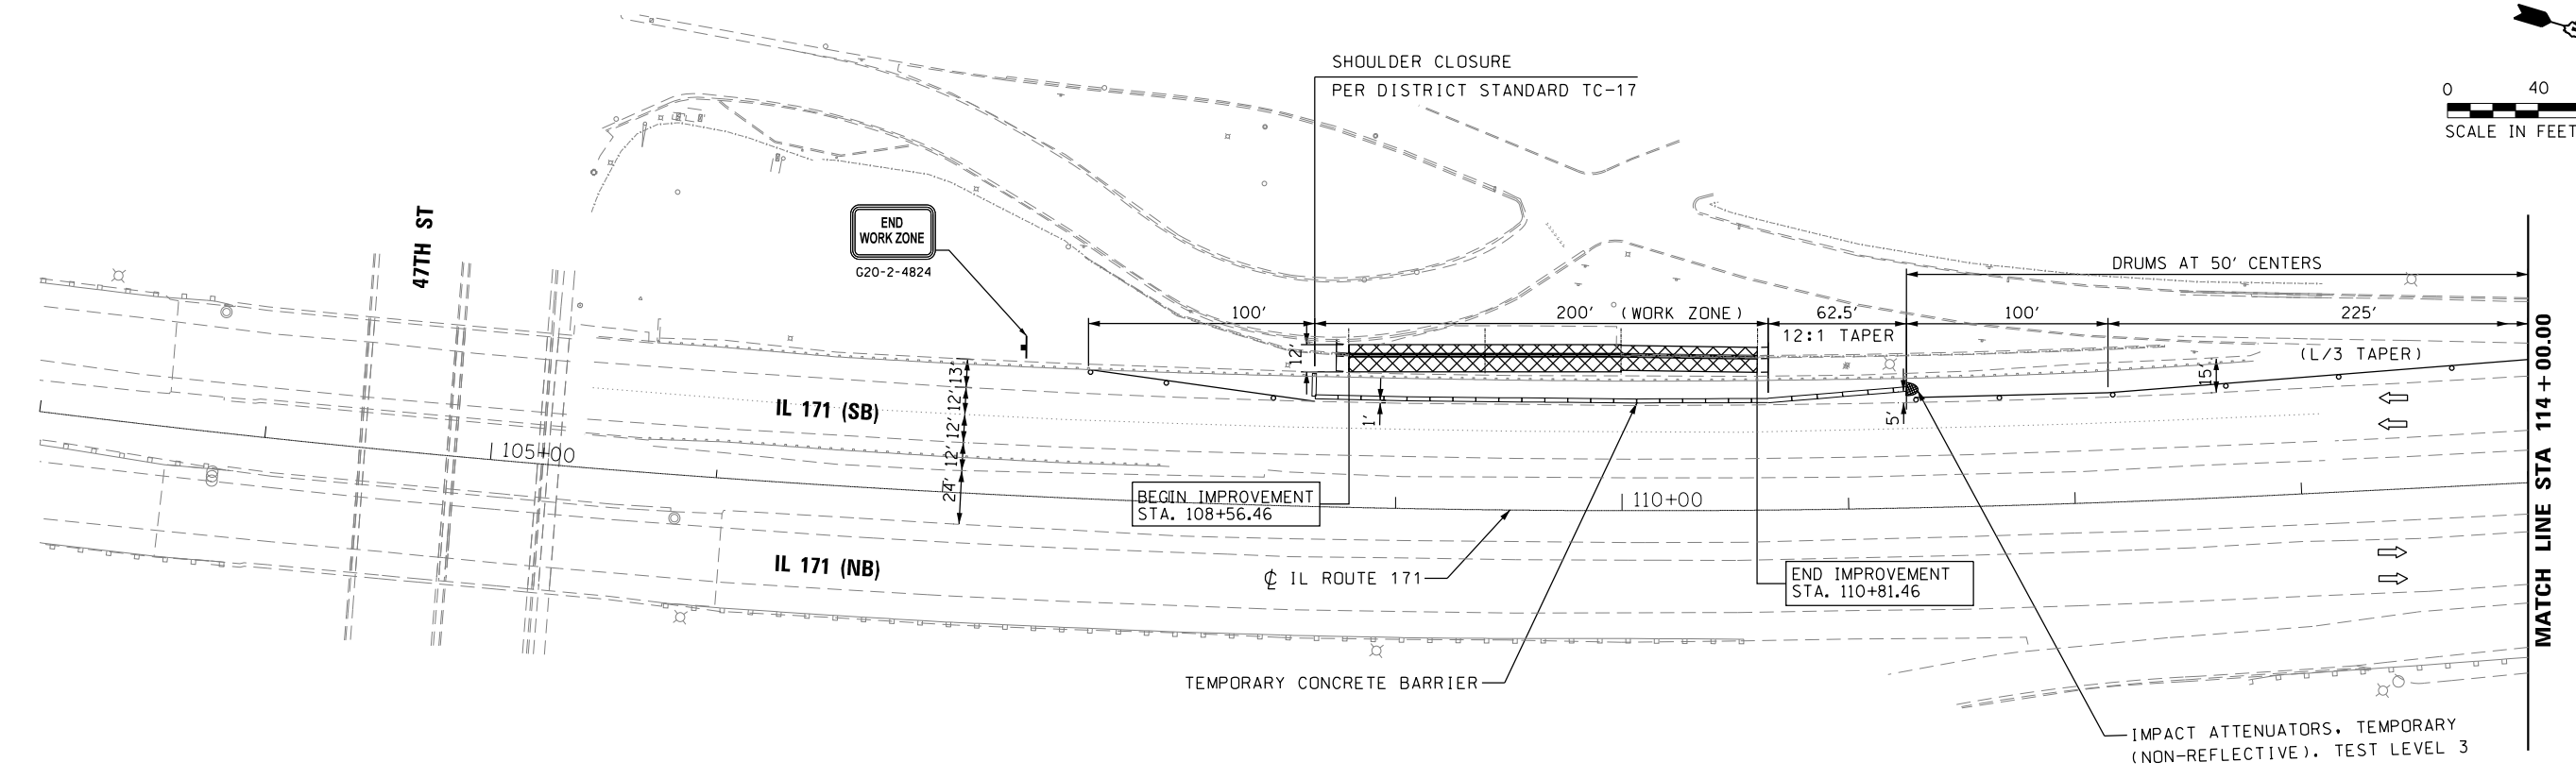 SHOULDER CLOSURE
PER DISTRICT STANDARD TC-17
0 40
SCALE IN FEET
47TH ST
END
WORK ZONE
G20-2-4824
DRUMS AT 50' CENTERS
100' 200' (WORK ZONE) 62.5' 100' 225'
12:1 TAPER
(L/3 TAPER)
12'
13'
12'
12'
12'
24'
1'
5'
15'
IL 171 (SB)
105+00
BEGIN IMPROVEMENT
STA. 108+56.46
110+00
IL 171 (NB)
℄ IL ROUTE 171
END IMPROVEMENT
STA. 110+81.46
TEMPORARY CONCRETE BARRIER
IMPACT ATTENUATORS, TEMPORARY
(NON-REFLECTIVE). TEST LEVEL 3
MATCH LINE STA 114+00.00